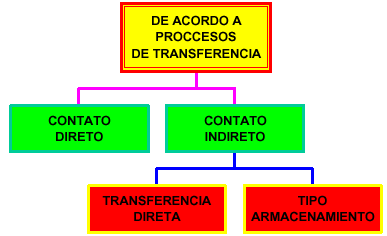 DE ACORDO A
PROCCESOS
DE TRANSFERENCIA
CONTATO
DIRETO
CONTATO
INDIRETO
TRANSFERENCIA
DIRETA
TIPO
ARMACENAMIENTO